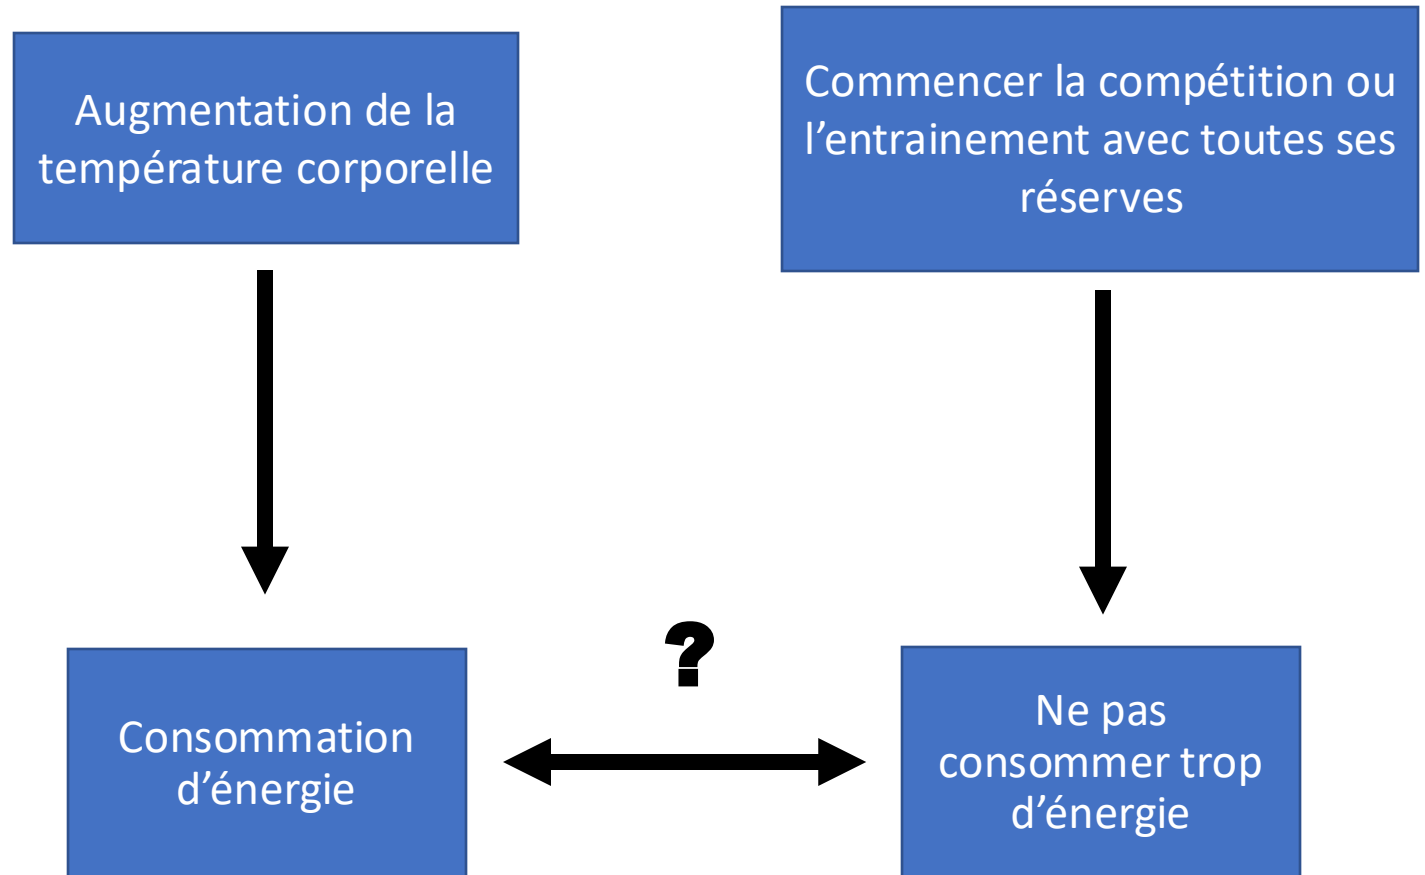 Augmentation de la
température corporelle
Commencer la compétition ou
l’entrainement avec toutes ses
réserves
?
Consommation
d’énergie
Ne pas
consommer trop
d’énergie